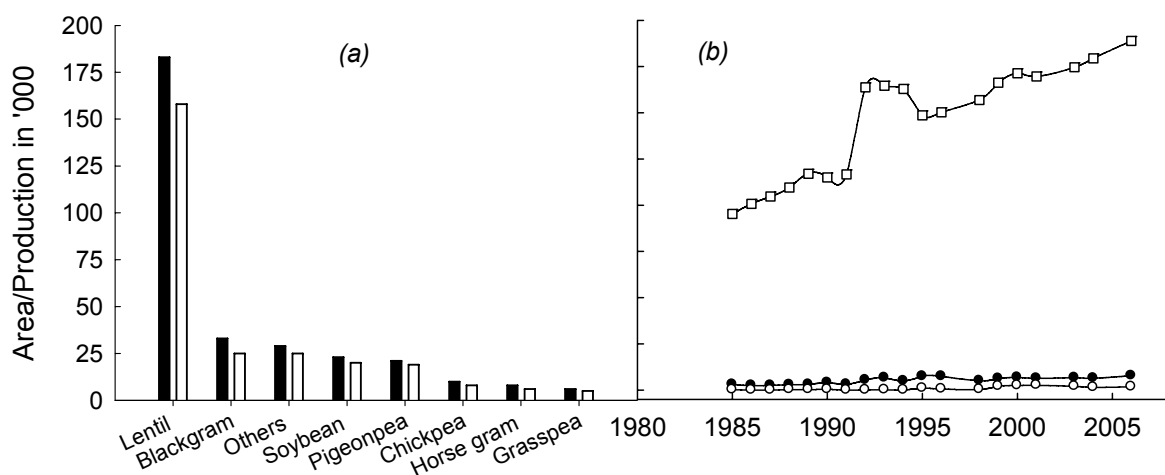 Area/Production in '000
200
175
150
125
100
75
50
25
0
(a)
(b)
Lentil
Blackgram
Others
Soybean
Pigeonpea
Chickpea
Horse gram
Grasspea
1980 1985 1990 1995 2000 2005